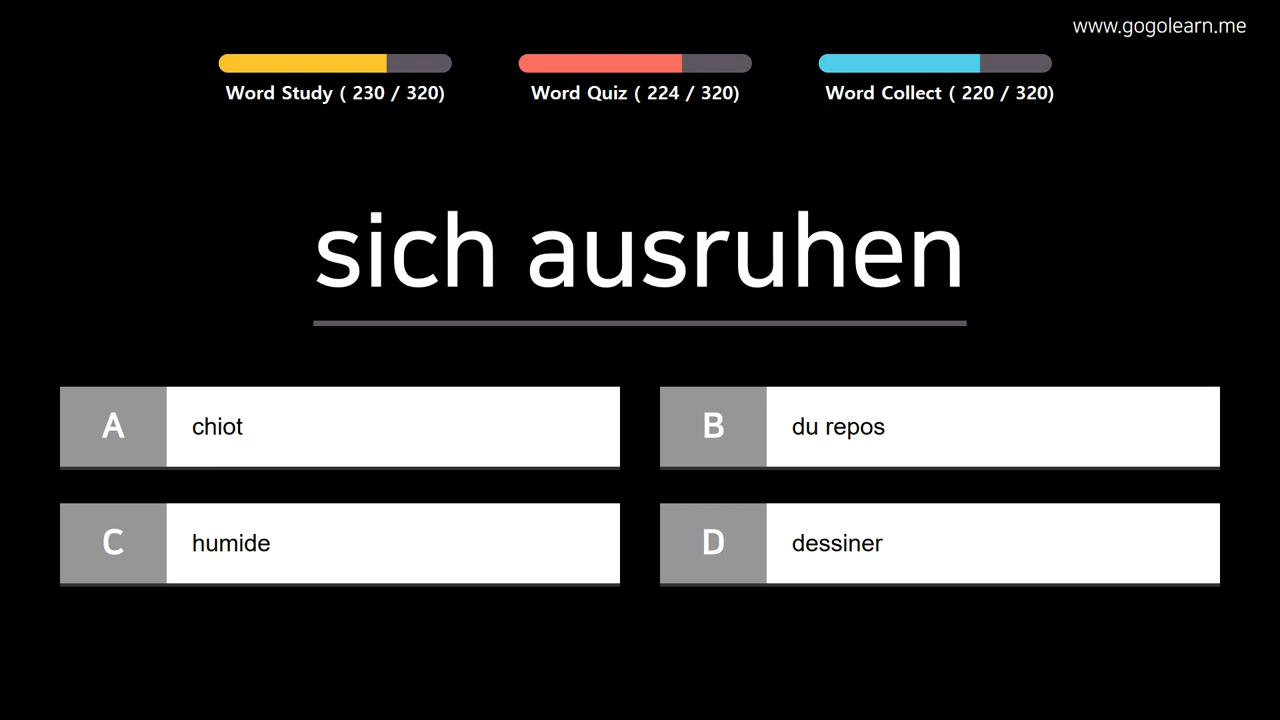 www.gogolearn.me
Word Study ( 230 / 320)
Word Quiz ( 224 / 320)
Word Collect ( 220 / 320)
sich ausruhen
A
chiot
B
du repos
C
humide
D
dessiner